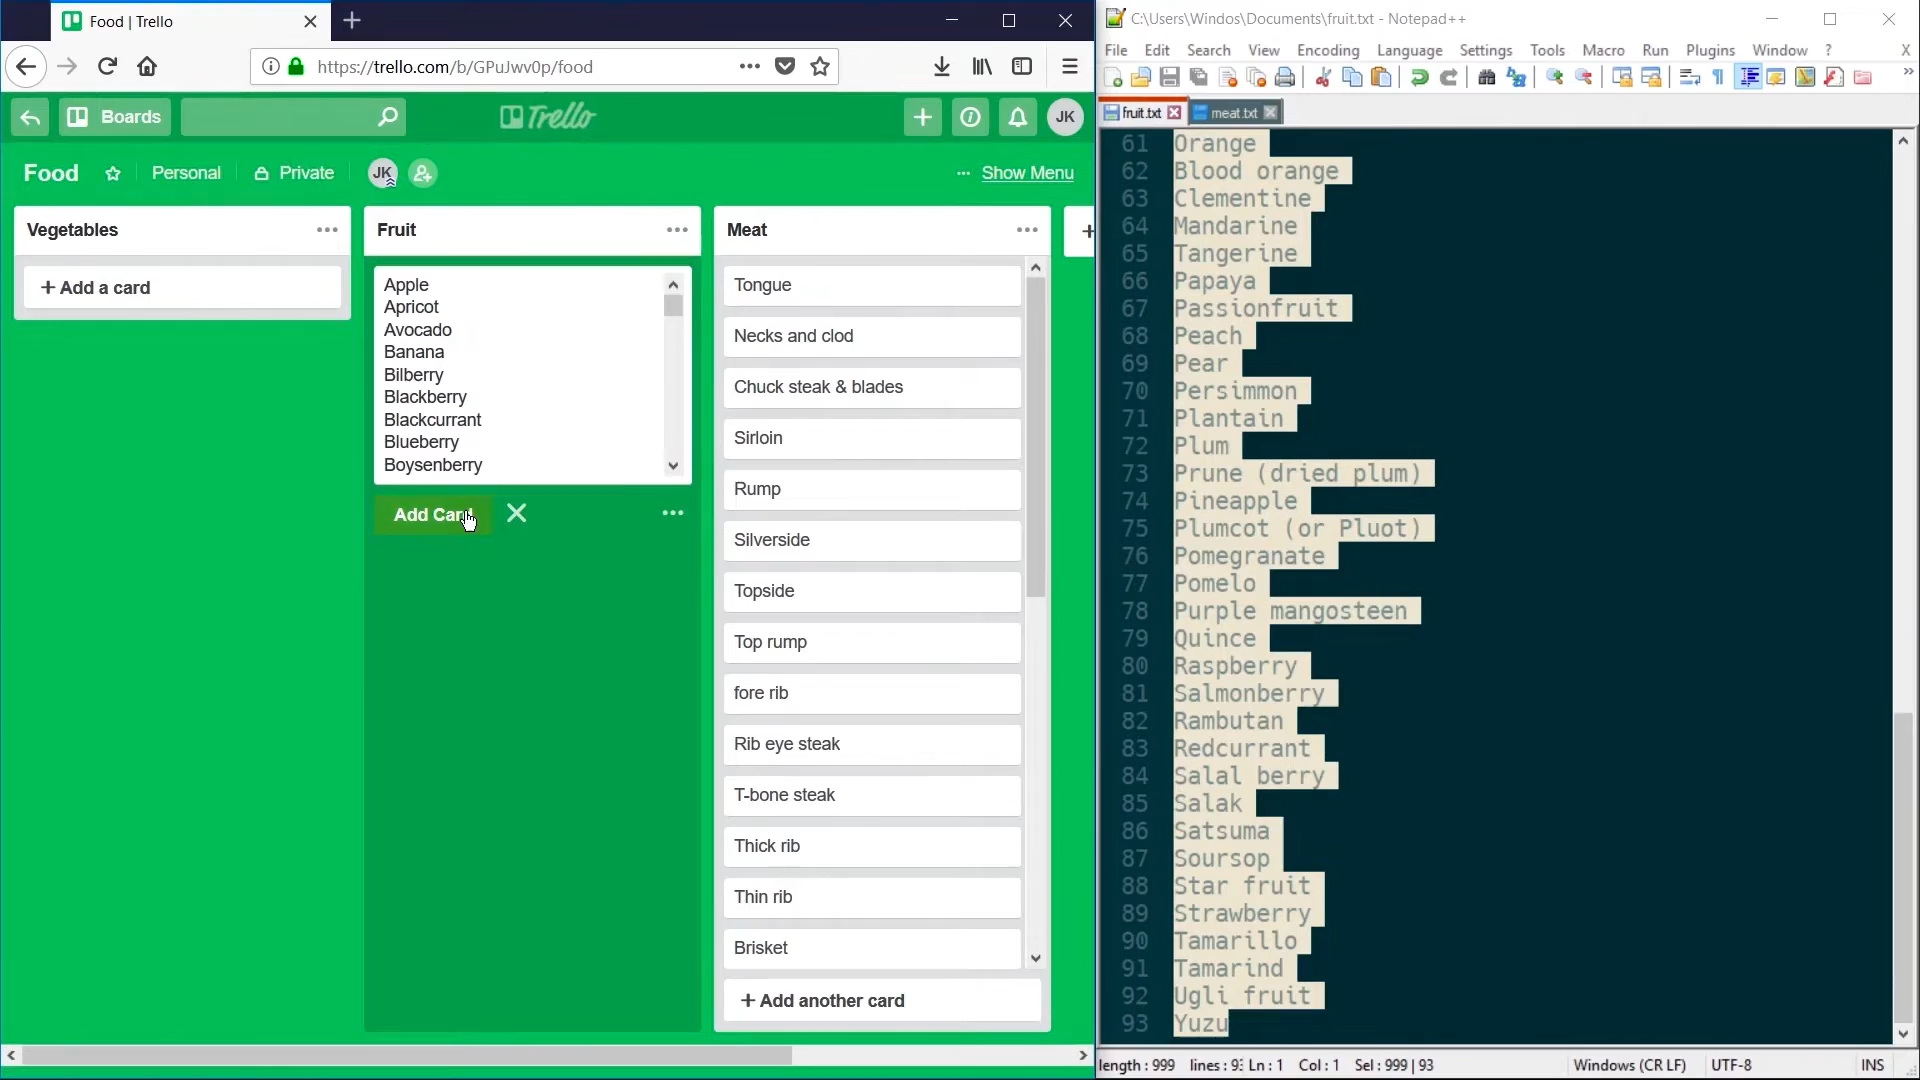 Food | Trello
https://trello.com/b/GPuJwv0p/food
Boards
Trello
JK
Food
Personal
Private
JK
Show Menu
Vegetables
+ Add a card
Fruit
Apple
Apricot
Avocado
Banana
Bilberry
Blackberry
Blackcurrant
Blueberry
Boysenberry
Add Card
Meat
Tongue
Necks and clod
Chuck steak & blades
Sirloin
Rump
Silverside
Topside
Top rump
fore rib
Rib eye steak
T-bone steak
Thick rib
Thin rib
Brisket
+ Add another card
C:\Users\Windos\Documents\fruit.txt - Notepad++
File Edit Search View Encoding Language Settings Tools Macro Run Plugins Window ? X
fruit.txt meat.txt
61 Orange
62 Blood orange
63 Clementine
64 Mandarine
65 Tangerine
66 Papaya
67 Passionfruit
68 Peach
69 Pear
70 Persimmon
71 Plantain
72 Plum
73 Prune (dried plum)
74 Pineapple
75 Plumcot (or Pluot)
76 Pomegranate
77 Pomelo
78 Purple mangosteen
79 Quince
80 Raspberry
81 Salmonberry
82 Rambutan
83 Redcurrant
84 Salal berry
85 Salak
86 Satsuma
87 Soursop
88 Star fruit
89 Strawberry
90 Tamarillo
91 Tamarind
92 Ugli fruit
93 Yuzu
length : 999 lines : 93 Ln : 1 Col : 1 Sel : 999 | 93 Windows (CR LF) UTF-8 INS